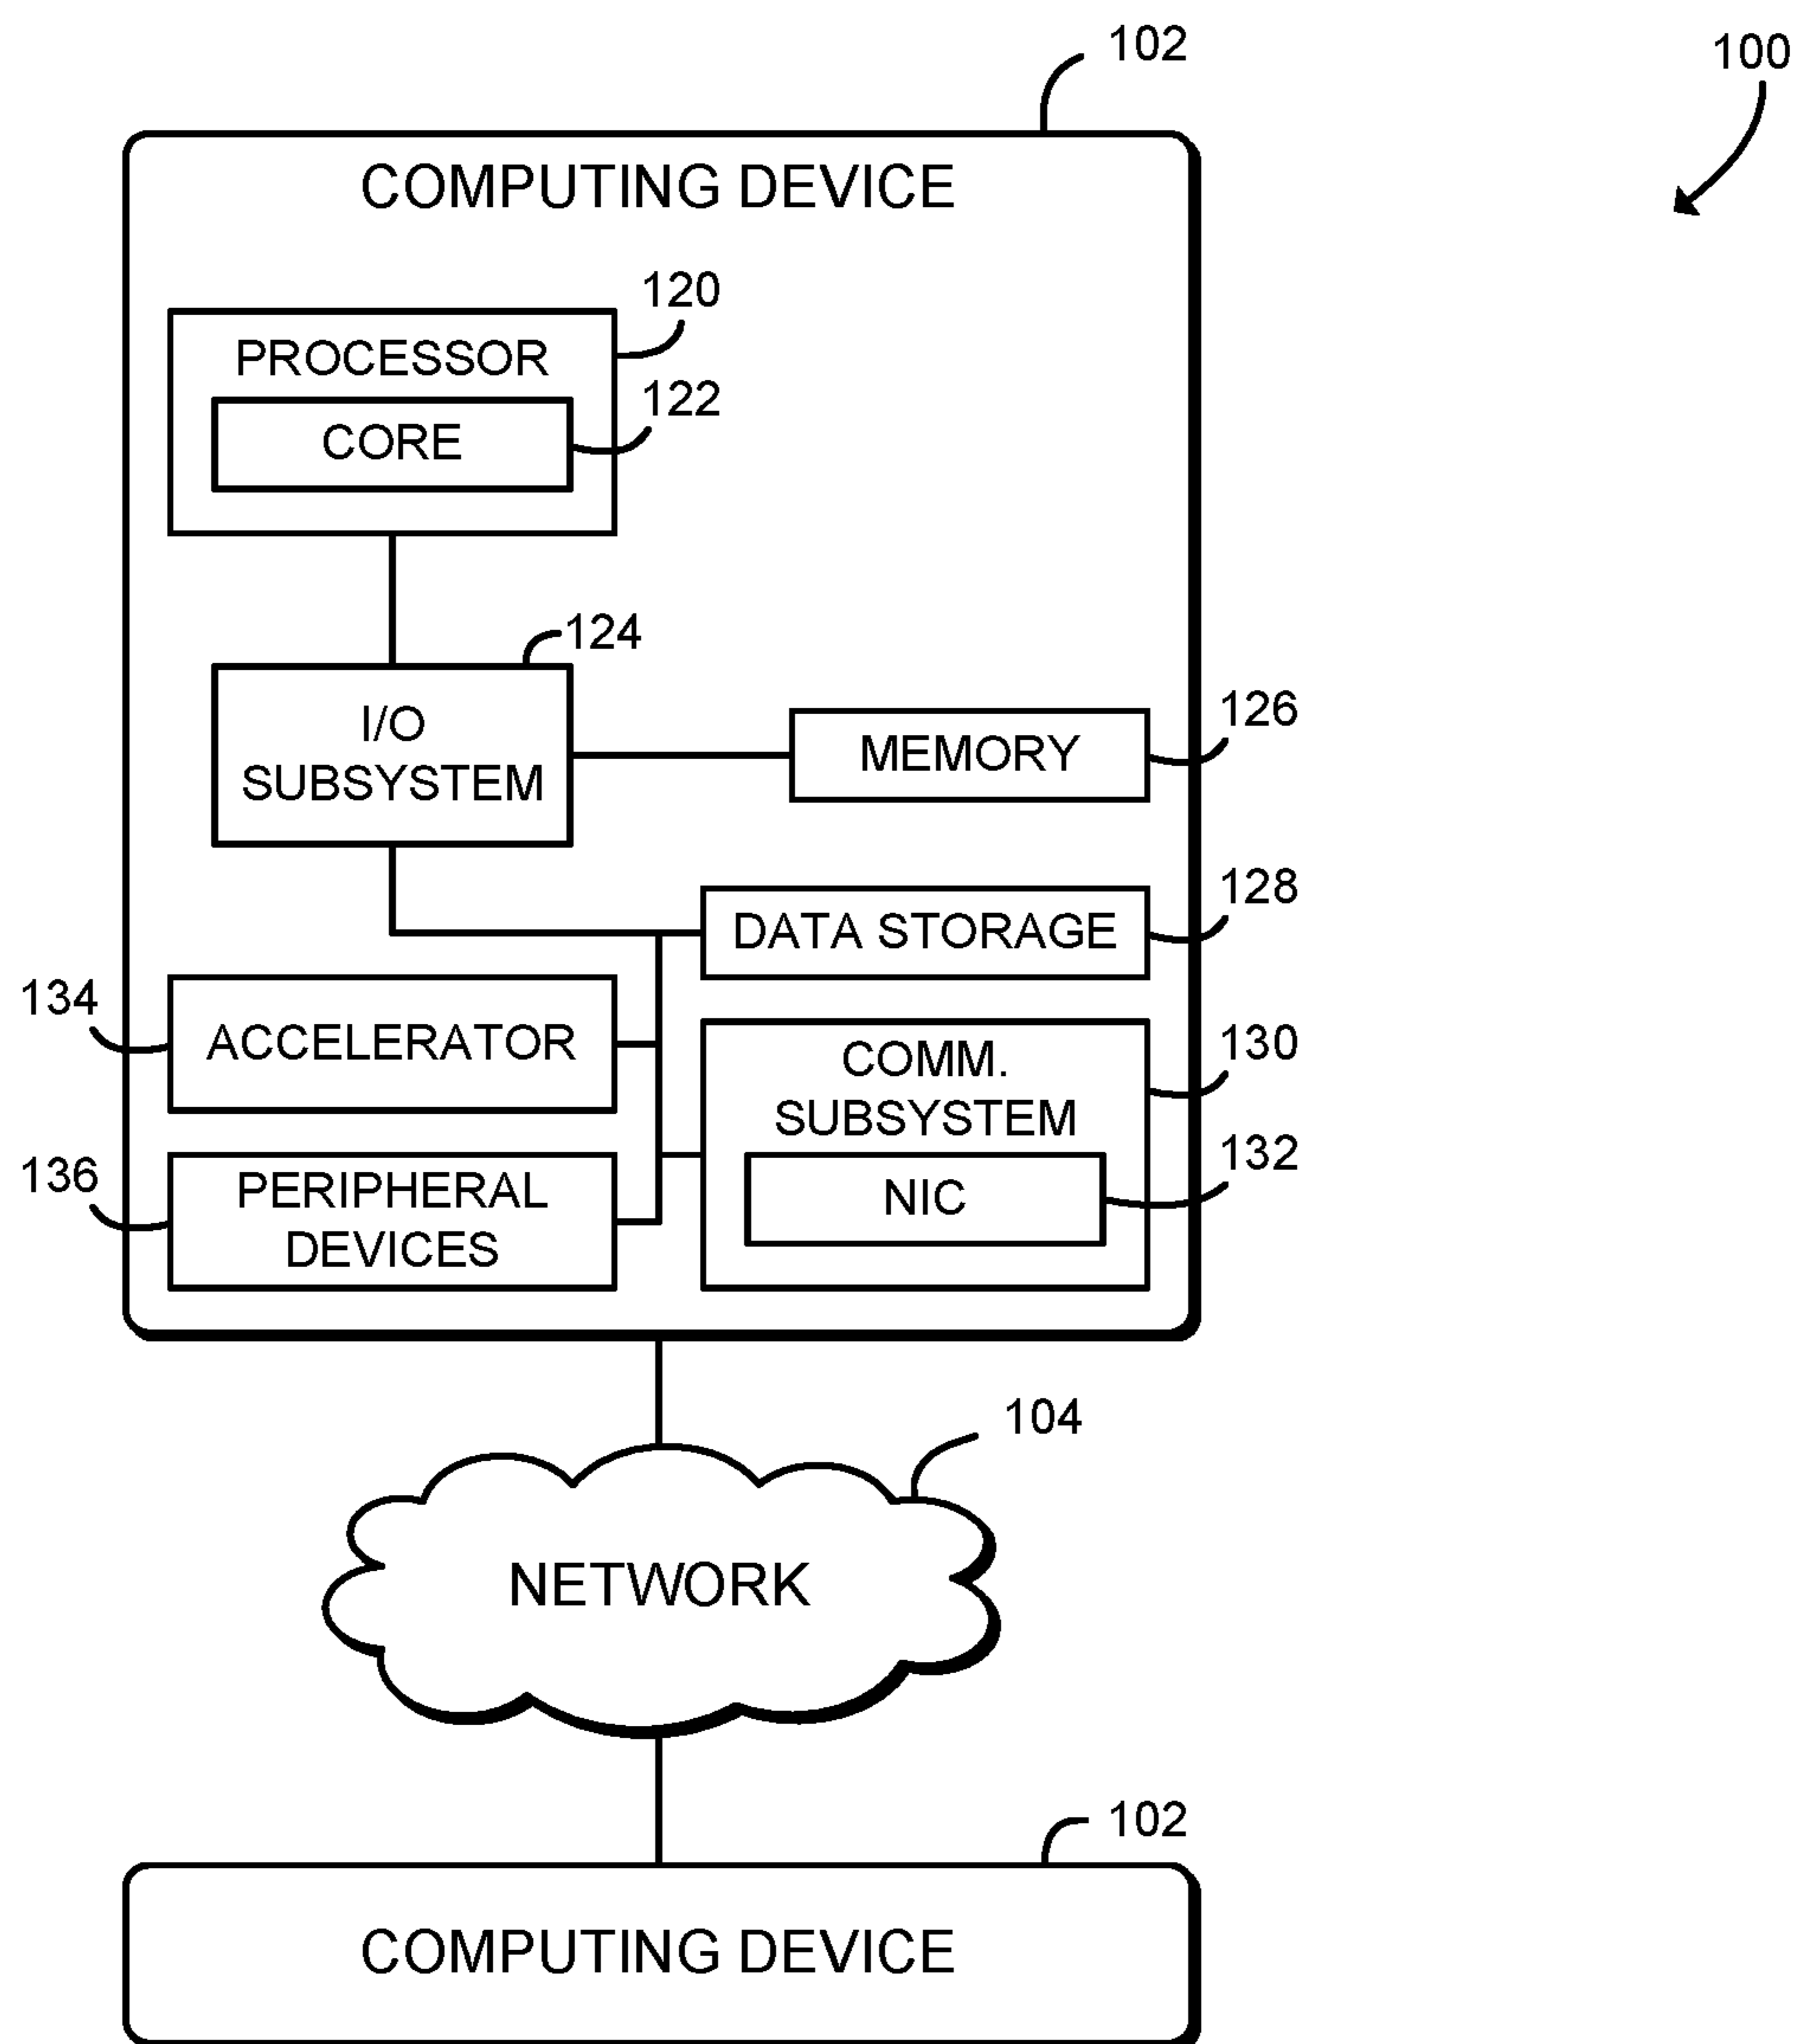 102
100
COMPUTING DEVICE
120
PROCESSOR
122
CORE
124
I/O
SUBSYSTEM
126
MEMORY
128
DATA STORAGE
134
ACCELERATOR
130
COMM.
SUBSYSTEM
136
PERIPHERAL
DEVICES
132
NIC
104
NETWORK
102
COMPUTING DEVICE